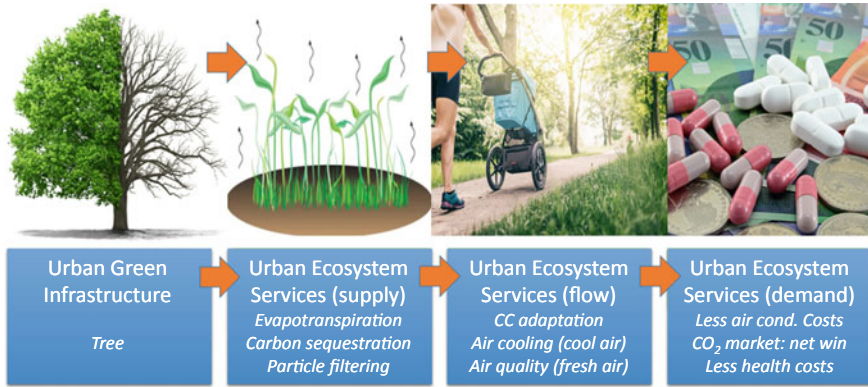 50
50
Urban Green
Infrastructure
Tree
Urban Ecosystem
Services (supply)
Evapotranspiration
Carbon sequestration
Particle filtering
Urban Ecosystem
Services (flow)
CC adaptation
Air cooling (cool air)
Air quality (fresh air)
Urban Ecosystem
Services (demand)
Less air cond. Costs
CO₂ market: net win
Less health costs